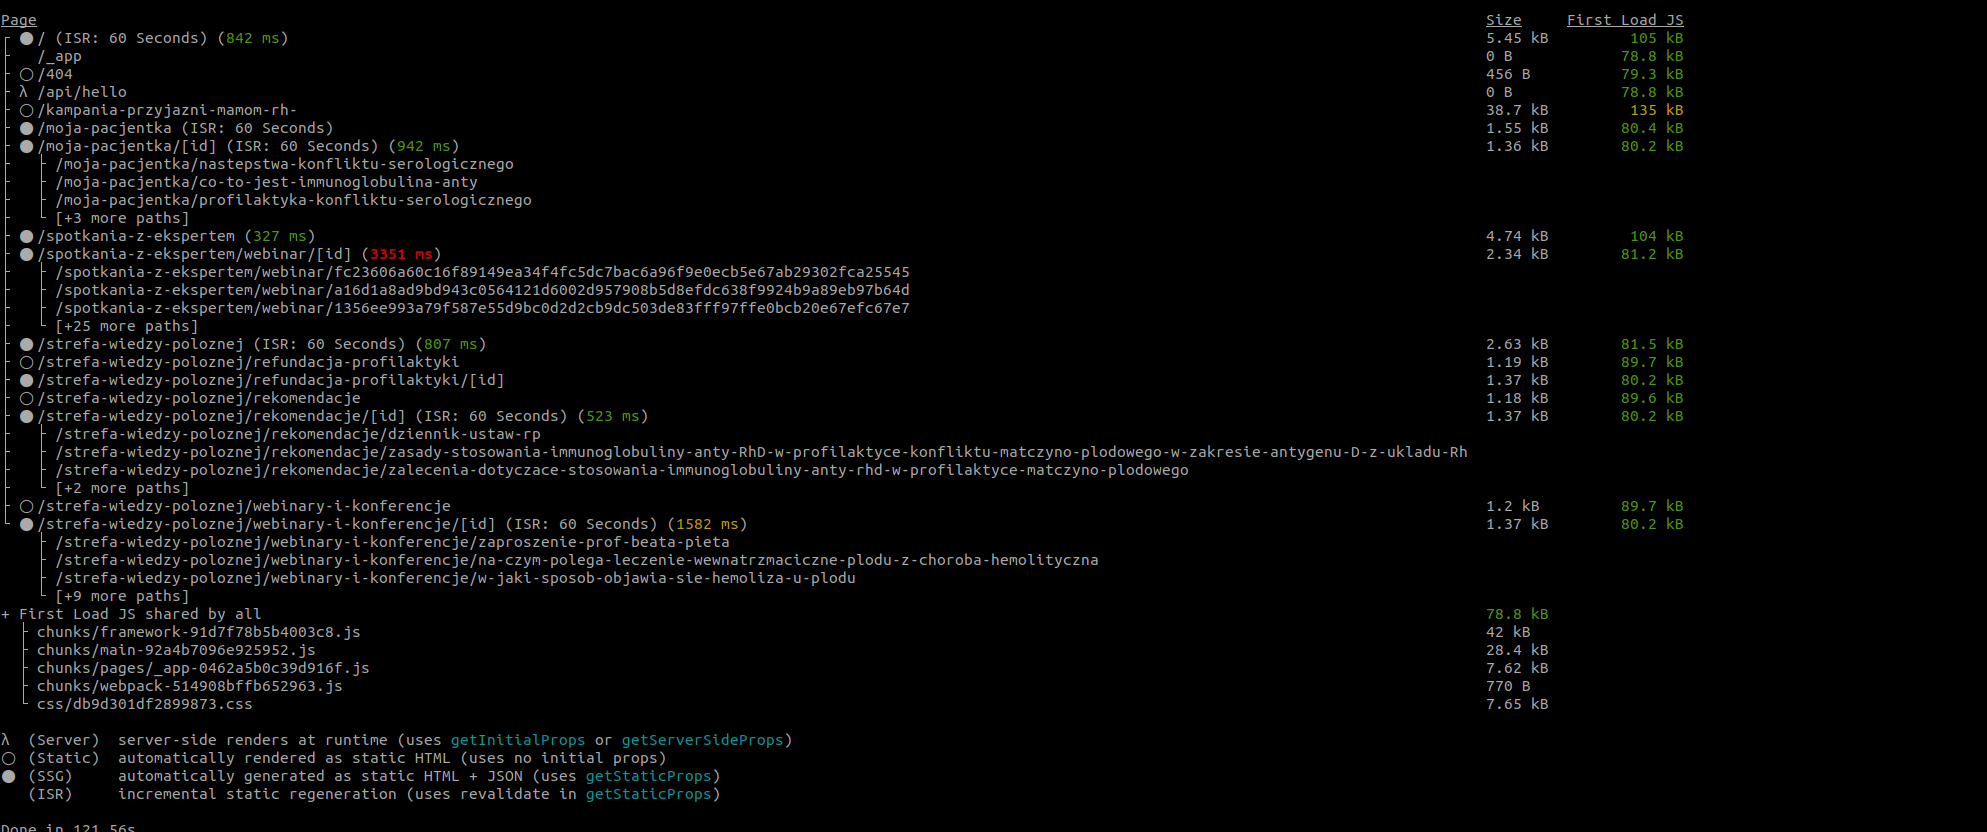 Page Size First Load JS
┌ ● / (ISR: 60 Seconds) (842 ms) 5.45 kB 105 kB
├   /_app 0 B 78.8 kB
├ ○ /404 456 B 79.3 kB
├ λ /api/hello 0 B 78.8 kB
├ ○ /kampania-przyjazni-mamom-rh- 38.7 kB 135 kB
├ ● /moja-pacjentka (ISR: 60 Seconds) 1.55 kB 80.4 kB
├ ● /moja-pacjentka/[id] (ISR: 60 Seconds) (942 ms) 1.36 kB 80.2 kB
├   ├ /moja-pacjentka/nastepstwa-konfliktu-serologicznego
├   ├ /moja-pacjentka/co-to-jest-immunoglobulina-anty
├   ├ /moja-pacjentka/profilaktyka-konfliktu-serologicznego
├   └ [+3 more paths]
├ ● /spotkania-z-ekspertem (327 ms) 4.74 kB 104 kB
├ ● /spotkania-z-ekspertem/webinar/[id] (3351 ms) 2.34 kB 81.2 kB
├   ├ /spotkania-z-ekspertem/webinar/fc23606a60c16f89149ea34f4fc5dc7bac6a96f9e0ecb5e67ab29302fca25545
├   ├ /spotkania-z-ekspertem/webinar/a16d1a8ad9bd943c0564121d6002d957908b5d8efdc638f9924b9a89eb97b64d
├   ├ /spotkania-z-ekspertem/webinar/1356ee993a79f587e55d9bc0d2d2cb9dc503de83fff97ffe0bcb20e67efc67e7
├   └ [+25 more paths]
├ ● /strefa-wiedzy-poloznej (ISR: 60 Seconds) (807 ms) 2.63 kB 81.5 kB
├ ○ /strefa-wiedzy-poloznej/refundacja-profilaktyki 1.19 kB 89.7 kB
├ ● /strefa-wiedzy-poloznej/refundacja-profilaktyki/[id] 1.37 kB 80.2 kB
├ ○ /strefa-wiedzy-poloznej/rekomendacje 1.18 kB 89.6 kB
├ ● /strefa-wiedzy-poloznej/rekomendacje/[id] (ISR: 60 Seconds) (523 ms) 1.37 kB 80.2 kB
├   ├ /strefa-wiedzy-poloznej/rekomendacje/dziennik-ustaw-rp
├   ├ /strefa-wiedzy-poloznej/rekomendacje/zasady-stosowania-immunoglobuliny-anty-RhD-w-profilaktyce-konfliktu-matczyno-plodowego-w-zakresie-antygenu-D-z-ukladu-Rh
├   ├ /strefa-wiedzy-poloznej/rekomendacje/zalecenia-dotyczace-stosowania-immunoglobuliny-anty-rhd-w-profilaktyce-matczyno-plodowego
├   └ [+2 more paths]
├ ○ /strefa-wiedzy-poloznej/webinary-i-konferencje 1.2 kB 89.7 kB
└ ● /strefa-wiedzy-poloznej/webinary-i-konferencje/[id] (ISR: 60 Seconds) (1582 ms) 1.37 kB 80.2 kB
    ├ /strefa-wiedzy-poloznej/webinary-i-konferencje/zaproszenie-prof-beata-pieta
    ├ /strefa-wiedzy-poloznej/webinary-i-konferencje/na-czym-polega-leczenie-wewnatrzmaciczne-plodu-z-choroba-hemolityczna
    ├ /strefa-wiedzy-poloznej/webinary-i-konferencje/w-jaki-sposob-objawia-sie-hemoliza-u-plodu
    └ [+9 more paths]
+ First Load JS shared by all 78.8 kB
  ├ chunks/framework-91d7f78b5b4003c8.js 42 kB
  ├ chunks/main-92a4b7096e925952.js 28.4 kB
  ├ chunks/pages/_app-0462a5b0c39d916f.js 7.62 kB
  ├ chunks/webpack-514908bffb652963.js 770 B
  └ css/db9d301df2899873.css 7.65 kB
λ (Server) server-side renders at runtime (uses getInitialProps or getServerSideProps)
○ (Static) automatically rendered as static HTML (uses no initial props)
● (SSG) automatically generated as static HTML + JSON (uses getStaticProps)
(ISR) incremental static regeneration (uses revalidate in getStaticProps)
Done in 121.56s